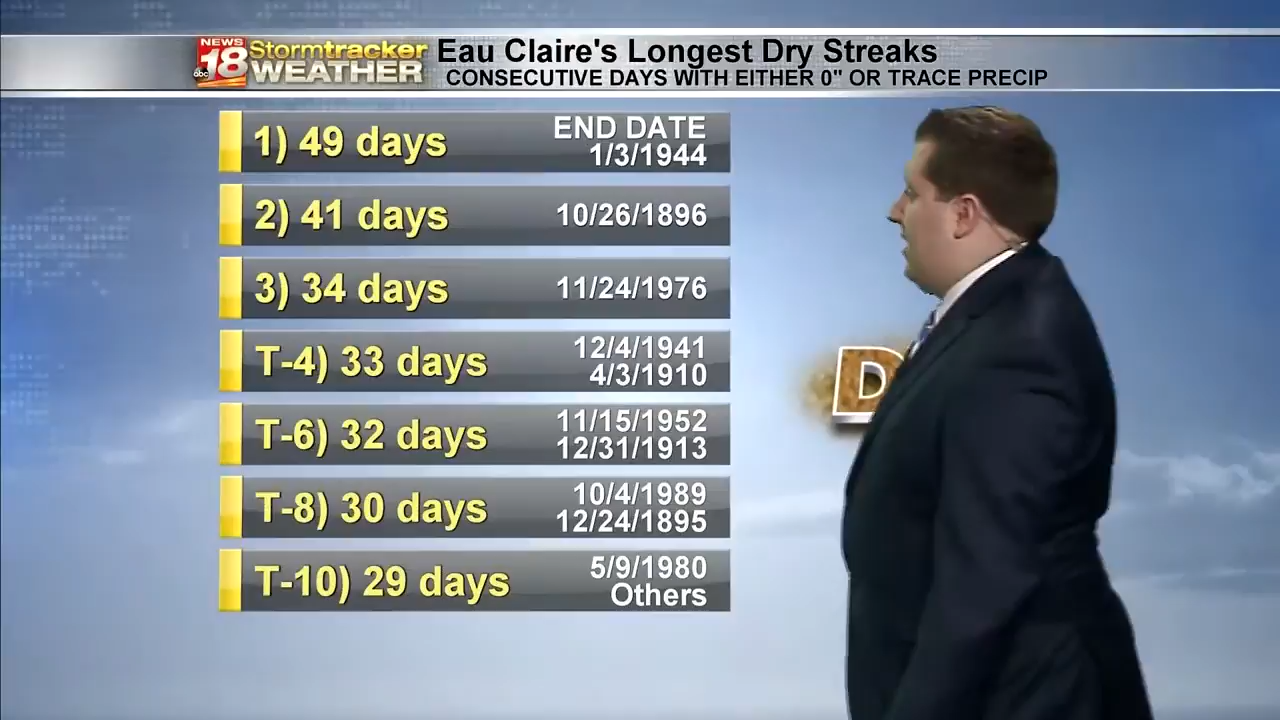 NEWS
abc 18
Stormtracker
WEATHER
Eau Claire's Longest Dry Streaks
CONSECUTIVE DAYS WITH EITHER 0" OR TRACE PRECIP
1) 49 days
END DATE
1/3/1944
2) 41 days
10/26/1896
3) 34 days
11/24/1976
T-4) 33 days
12/4/1941
4/3/1910
T-6) 32 days
11/15/1952
12/31/1913
T-8) 30 days
10/4/1989
12/24/1895
T-10) 29 days
5/9/1980
Others